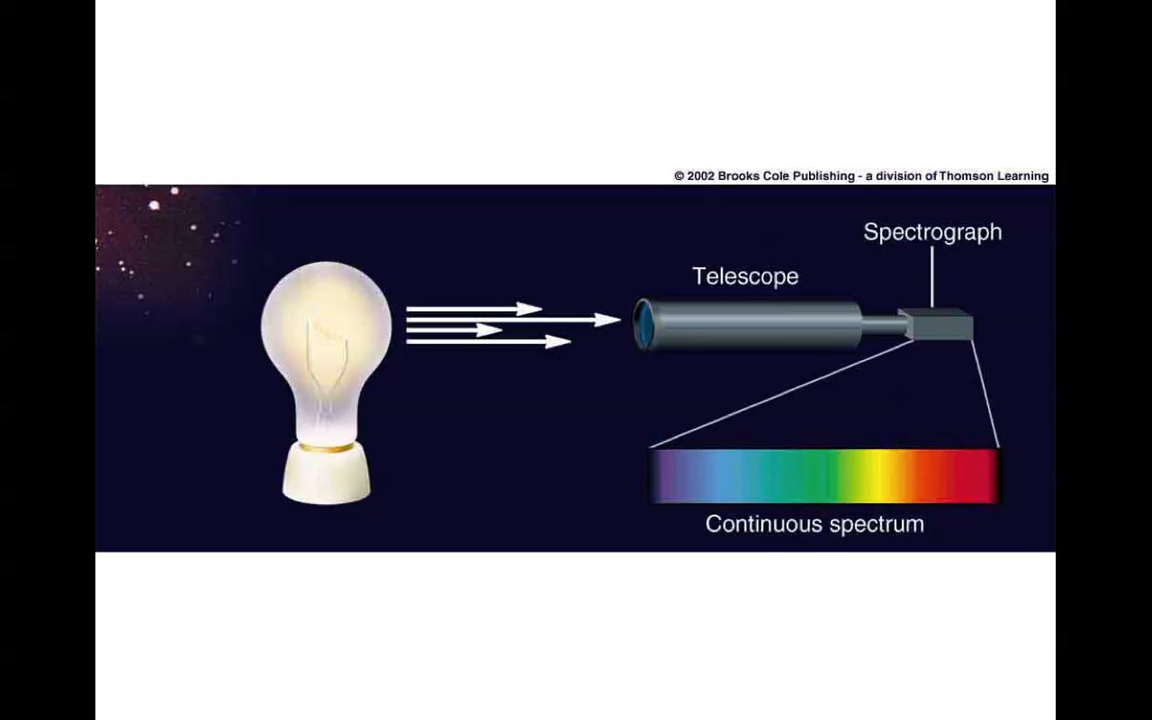 © 2002 Brooks Cole Publishing - a division of Thomson Learning
Spectrograph
Telescope
Continuous spectrum